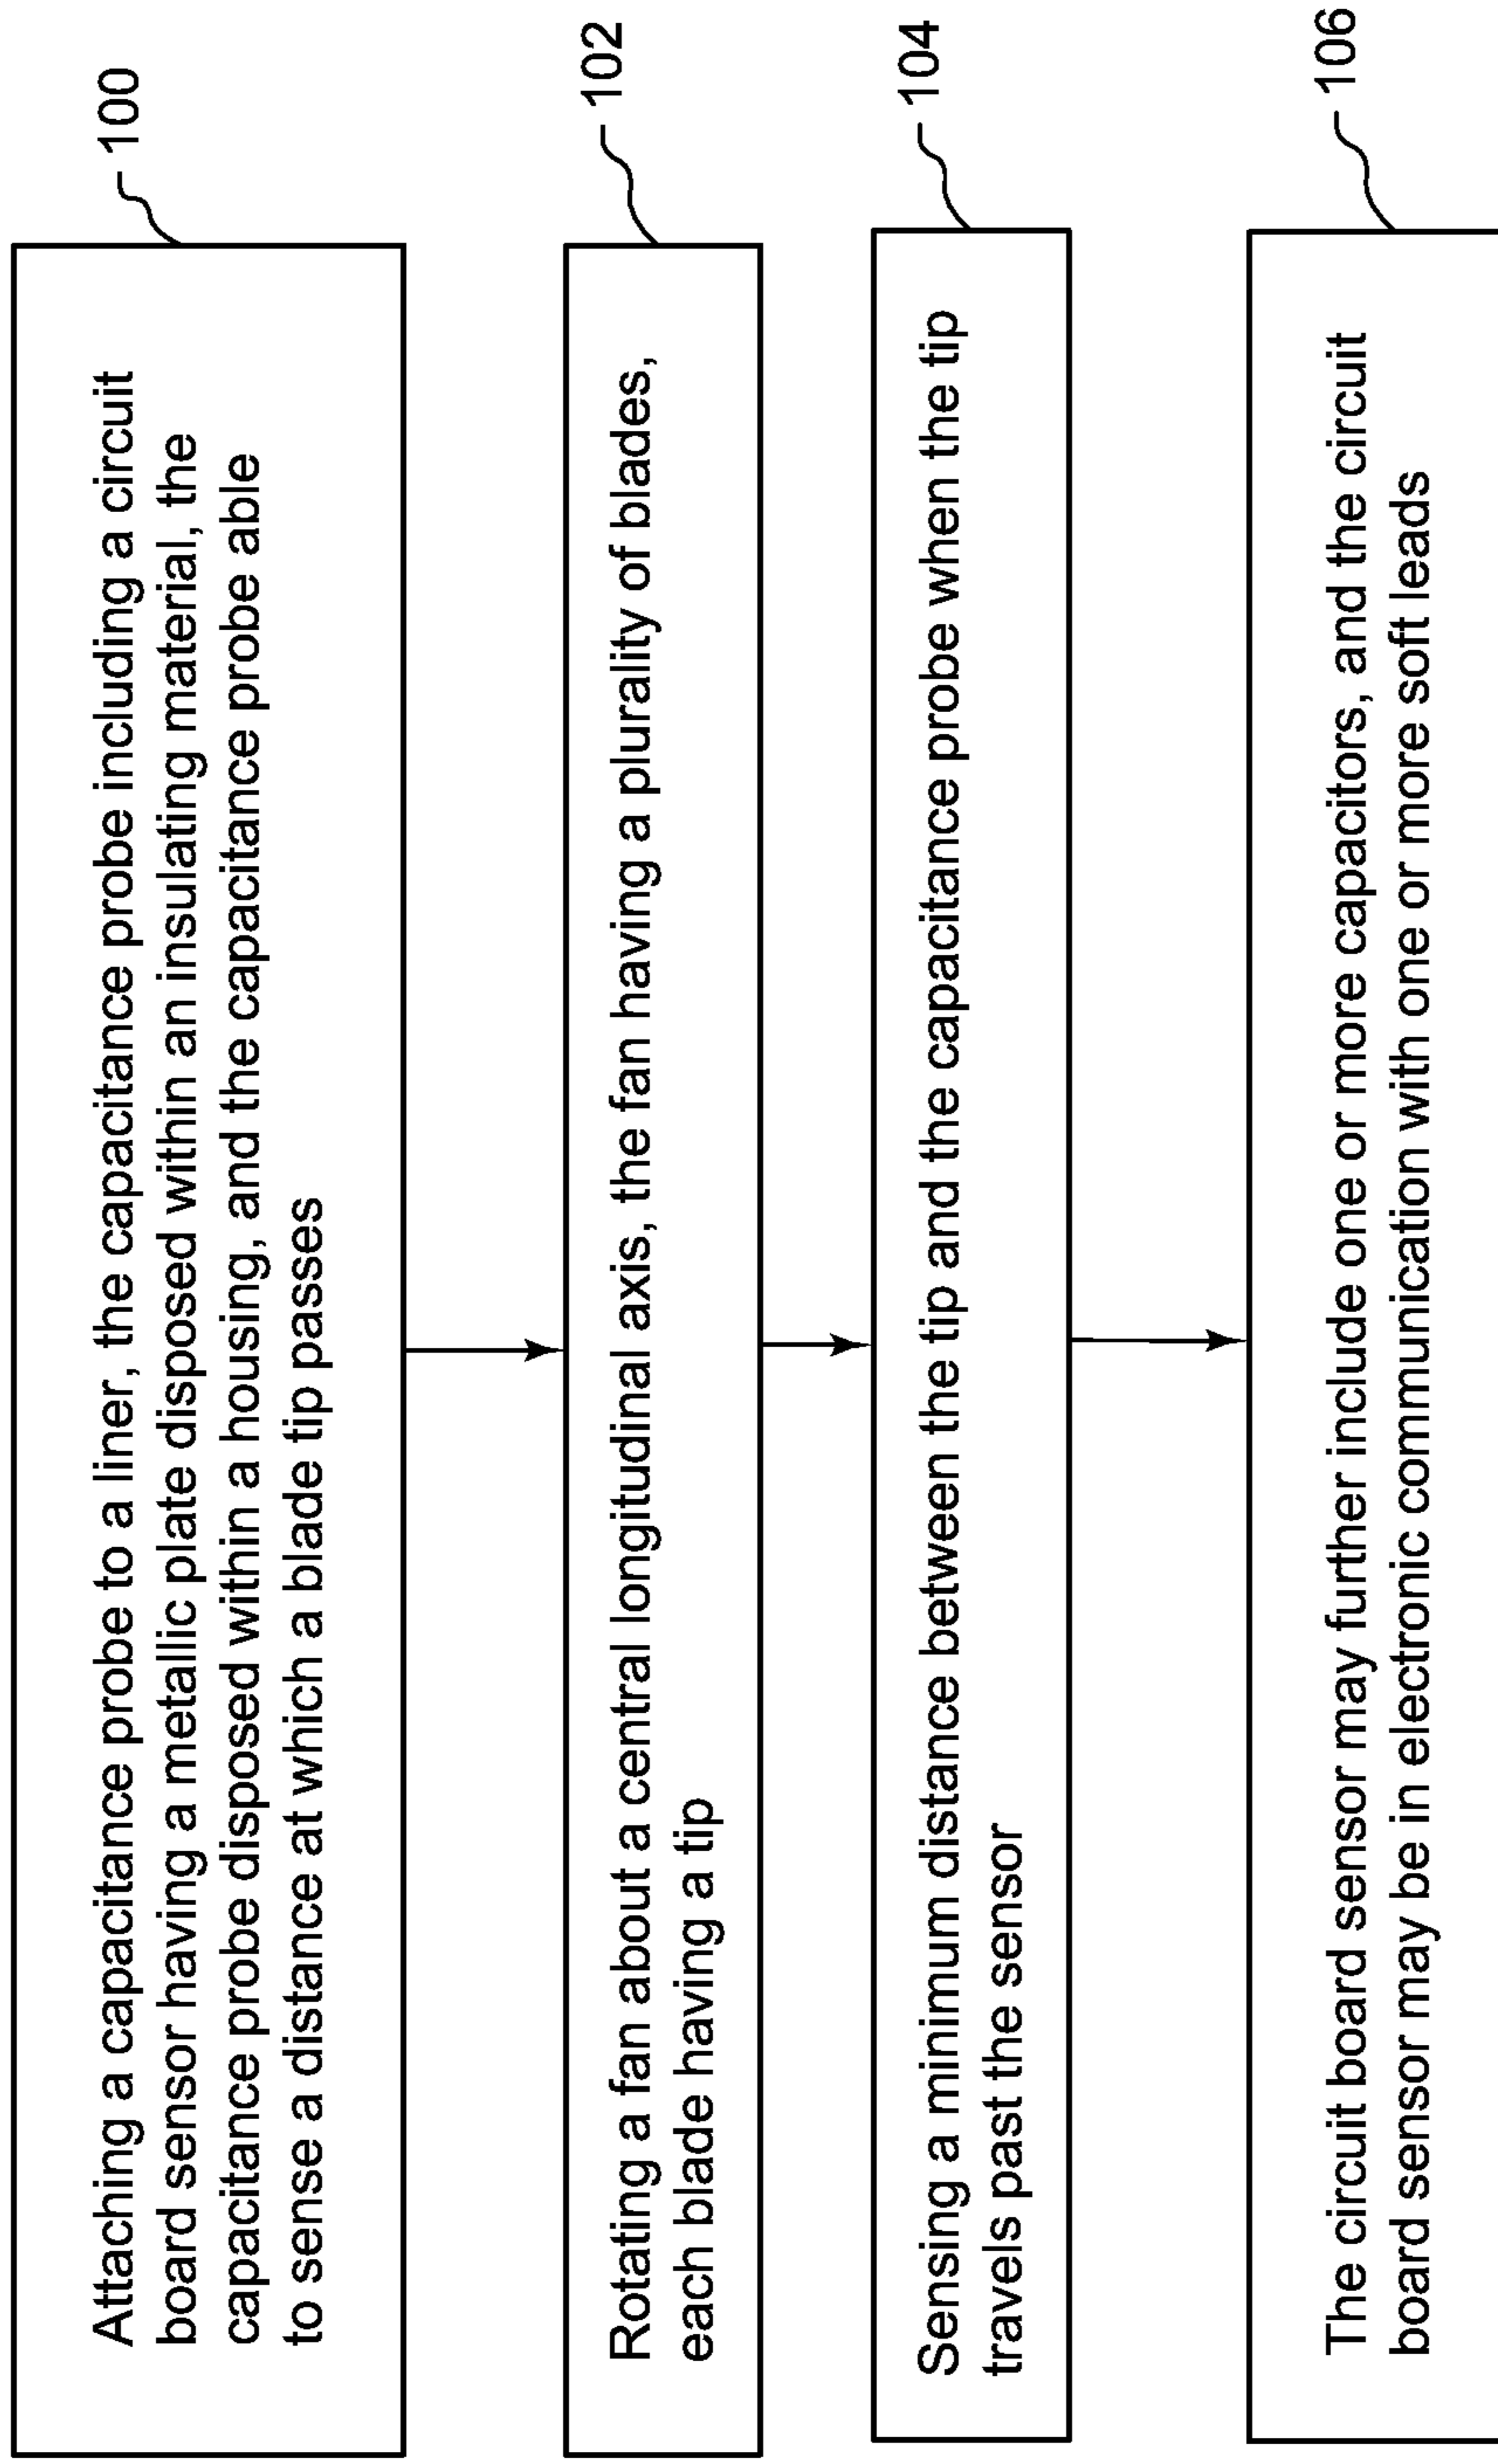 Attaching a capacitance probe to a liner, the capacitance probe including a circuit
board sensor having a metallic plate disposed within an insulating material, the
capacitance probe disposed within a housing, and the capacitance probe able
to sense a distance at which a blade tip passes
100
Rotating a fan about a central longitudinal axis, the fan having a plurality of blades,
each blade having a tip
102
Sensing a minimum distance between the tip and the capacitance probe when the tip
travels past the sensor
104
The circuit board sensor may further include one or more capacitors, and the circuit
board sensor may be in electronic communication with one or more soft leads
106